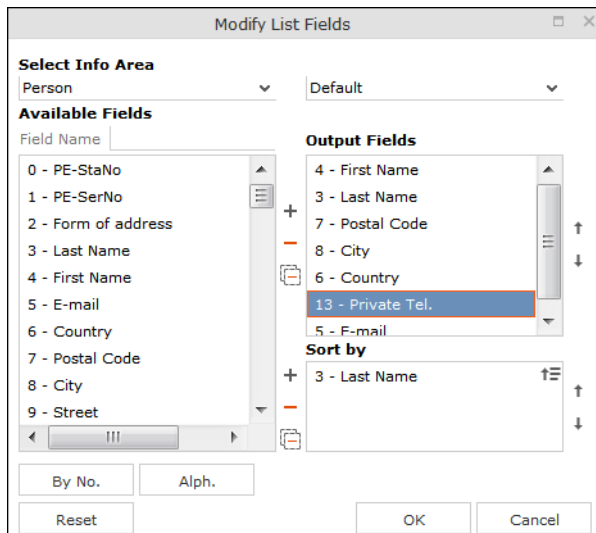 Modify List Fields
Select Info Area
Person
Default
Available Fields
Field Name
0 - PE-StaNo
1 - PE-SerNo
2 - Form of address
3 - Last Name
4 - First Name
5 - E-mail
6 - Country
7 - Postal Code
8 - City
9 - Street
Output Fields
4 - First Name
3 - Last Name
7 - Postal Code
8 - City
6 - Country
13 - Private Tel.
5 - E-mail
Sort by
3 - Last Name
By No.
Alph.
Reset
OK
Cancel